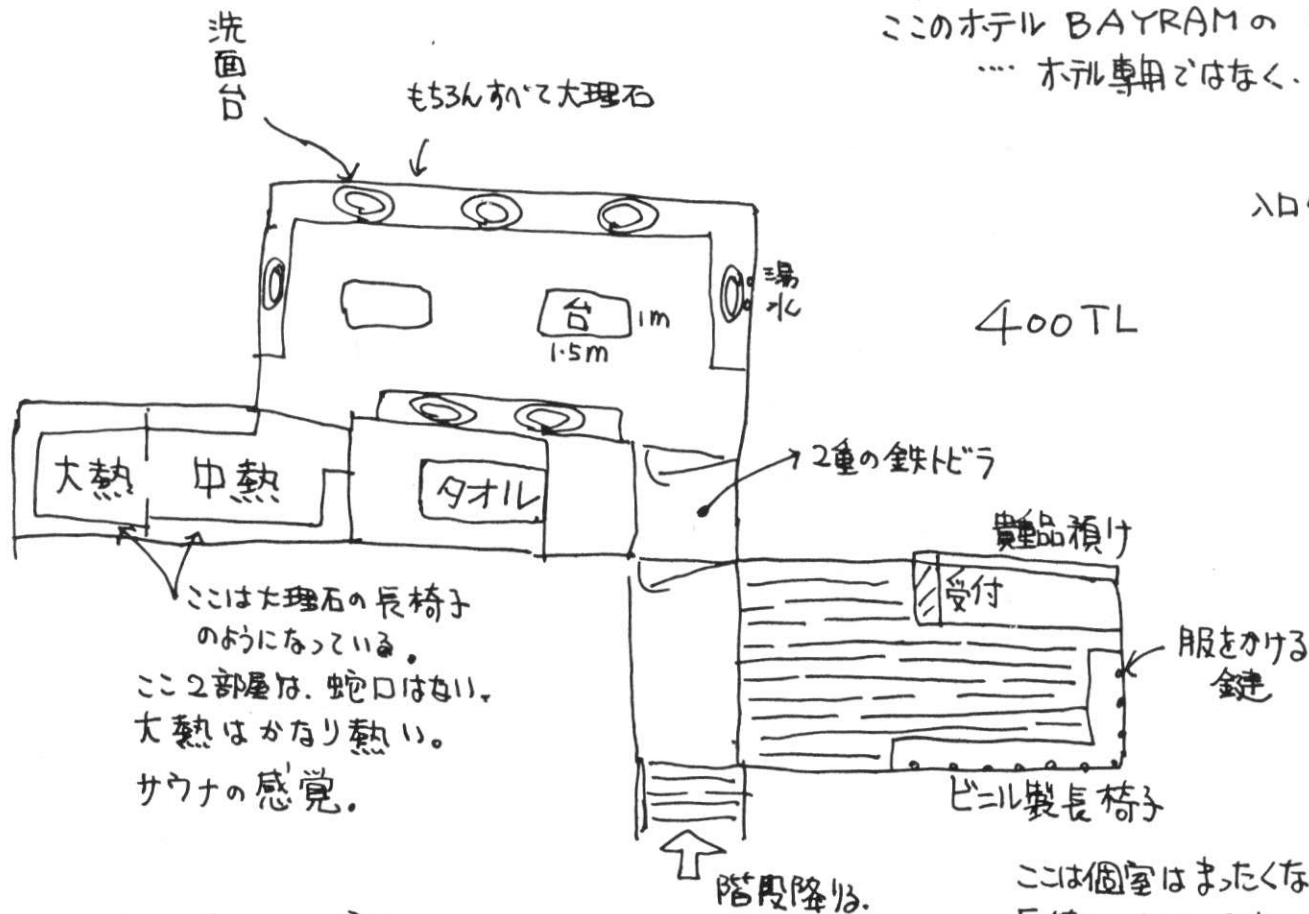 ここのホテル BAYRAMの
‥‥ ホテル専用ではなく.
洗面台
もちろんすべて大理石
入口
湯
水
台
1m
1.5m
400TL
大熱
中熱
タオル
2重の鉄トビラ
貴重品預け
受付
服をかける
鍵
ここは大理石の長椅子
のようになっている。
ここ2部屋は、蛇口はない。
大熱はかなり熱い。
サウナの感覚。
ビニル製長椅子
階段降りる.
ここは個室はまったくな